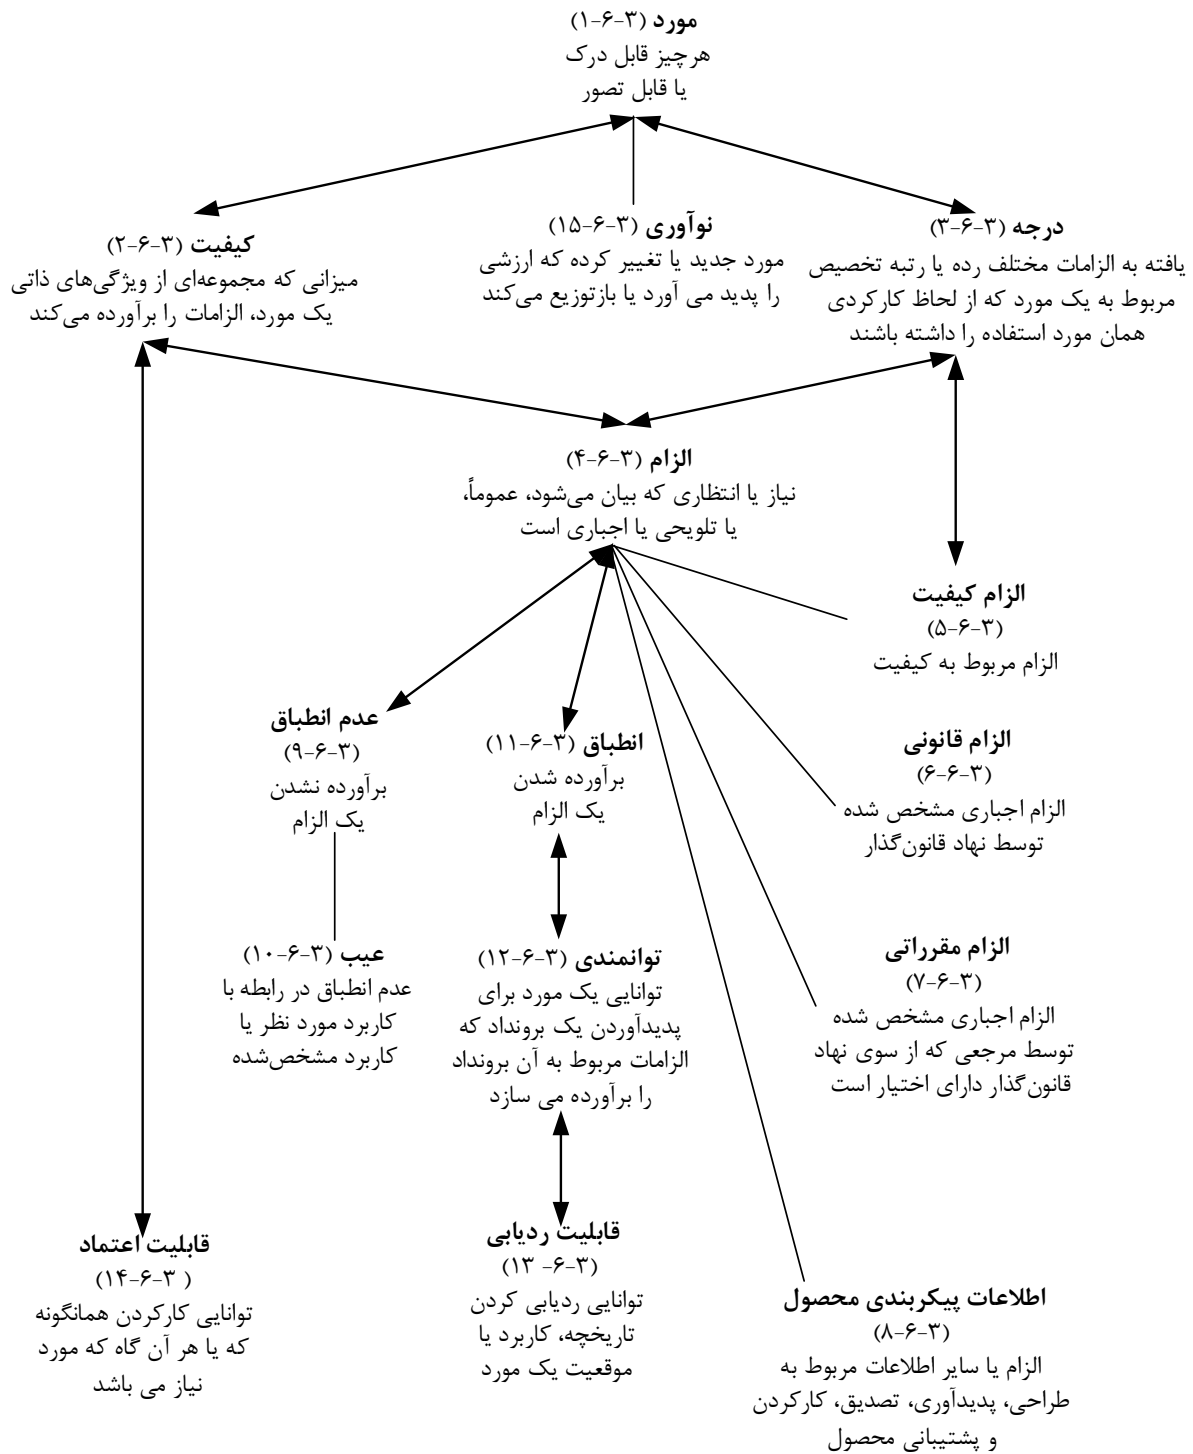 مورد (۳-۶-۱)
هرچیز قابل درک
یا قابل تصور
درجه (۳-۶-۳)
یافته به الزامات مختلف رده یا رتبه تخصیص
مربوط به یک مورد که از لحاظ کارکردی
همان مورد استفاده را داشته باشند
نوآوری (۳-۶-۱۵)
مورد جدید یا تغییر کرده که ارزشی
را پدید می آورد یا بازتوزیع می‌کند
کیفیت (۳-۶-۲)
میزانی که مجموعه‌ای از ویژگی‌های ذاتی
یک مورد، الزامات را برآورده می‌کند
الزام (۳-۶-۴)
نیاز یا انتظاری که بیان می‌شود، عموماً،
یا تلویحی یا اجباری است
الزام کیفیت
(۳-۶-۵)
الزام مربوط به کیفیت
الزام قانونی
(۳-۶-۶)
الزام اجباری مشخص شده
توسط نهاد قانون‌گذار
انطباق (۳-۶-۱۱)
برآورده شدن
یک الزام
عدم انطباق
(۳-۶-۹)
برآورده نشدن
یک الزام
الزام مقرراتی
(۳-۶-۷)
الزام اجباری مشخص شده
توسط مرجعی که از سوی نهاد
قانون‌گذار دارای اختیار است
توانمندی (۳-۶-۱۲)
توانایی یک مورد برای
پدیدآوردن یک برونداد که
الزامات مربوط به آن برونداد
را برآورده می سازد
عیب (۳-۶-۱۰)
عدم انطباق در رابطه با
کاربرد مورد نظر یا
کاربرد مشخص‌شده
اطلاعات پیکربندی محصول
(۳-۶-۸)
الزام یا سایر اطلاعات مربوط به
طراحی، پدیدآوری، تصدیق، کارکردن
و پشتیبانی محصول
قابلیت ردیابی
(۳-۶- ۱۳)
توانایی ردیابی کردن
تاریخچه، کاربرد یا
موقعیت یک مورد
قابلیت اعتماد
( ۳-۶-۱۴)
توانایی کارکردن همانگونه
که یا هر آن گاه که مورد
نیاز می باشد